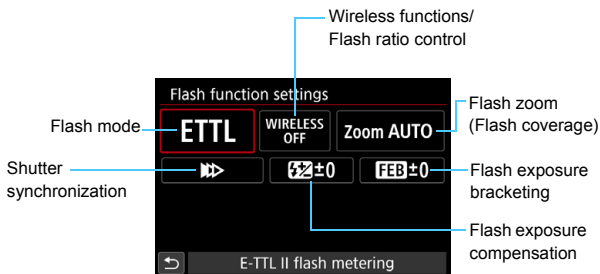 Wireless functions/
Flash ratio control
Flash function settings
Flash mode
ETTL
WIRELESS
OFF
Zoom AUTO
Flash zoom
(Flash coverage)
Shutter
synchronization
±0
FEB±0
Flash exposure
bracketing
Flash exposure
compensation
E-TTL II flash metering